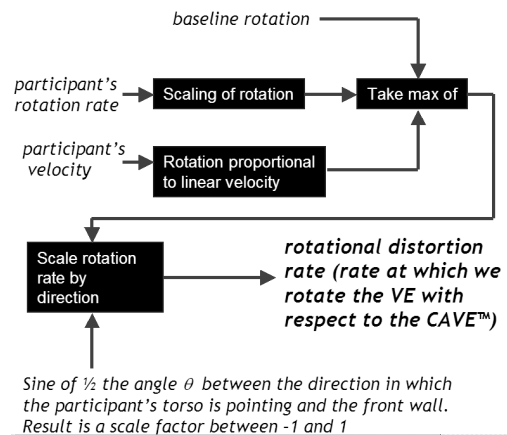 baseline rotation
participant's
rotation rate
Scaling of rotation
Take max of
participant's
velocity
Rotation proportional
to linear velocity
Scale rotation
rate by
direction
rotational distortion
rate (rate at which we
rotate the VE with
respect to the CAVE™)
Sine of ½ the angle θ between the direction in which
the participant's torso is pointing and the front wall.
Result is a scale factor between -1 and 1